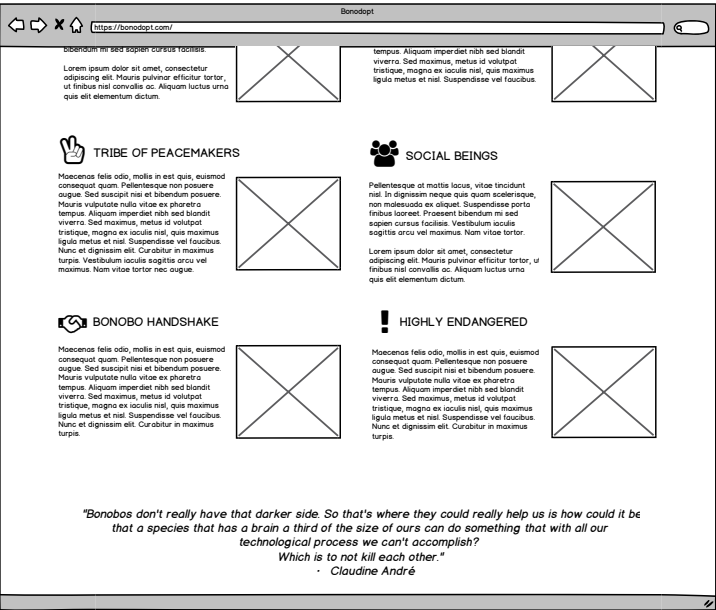 Bonodopt
https://bonodopt.com/
bibendum mi sed sapien cursus facilisis.
Lorem ipsum dolor sit amet, consectetur
adipiscing elit. Mauris pulvinar efficitur tortor,
ut finibus nisl convallis ac. Aliquam luctus urna
quis elit elementum dictum.
tempus. Aliquam imperdiet nibh sed blandit
viverra. Sed maximus, metus id volutpat
tristique, magna ex iaculis nisl, quis maximus
ligula metus et nisl. Suspendisse vel faucibus.
TRIBE OF PEACEMAKERS
Maecenas felis odio, mollis in est quis, euismod
consequat quam. Pellentesque non posuere
augue. Sed suscipit nisi et bibendum posuere.
Mauris vulputate nulla vitae ex pharetra
tempus. Aliquam imperdiet nibh sed blandit
viverra. Sed maximus, metus id volutpat
tristique, magna ex iaculis nisl, quis maximus
ligula metus et nisl. Suspendisse vel faucibus.
Nunc et dignissim elit. Curabitur in maximus
turpis. Vestibulum iaculis sagittis arcu vel
maximus. Nam vitae tortor nec augue.
SOCIAL BEINGS
Pellentesque at mattis lacus, vitae tincidunt
nisl. In dignissim neque quis quam scelerisque,
non malesuada ex aliquet. Suspendisse porta
finibus laoreet. Praesent bibendum mi sed
sapien cursus facilisis. Vestibulum iaculis
sagittis arcu vel maximus. Nam vitae tortor.
Lorem ipsum dolor sit amet, consectetur
adipiscing elit. Mauris pulvinar efficitur tortor, ut
finibus nisl convallis ac. Aliquam luctus urna
quis elit elementum dictum.
BONOBO HANDSHAKE
Maecenas felis odio, mollis in est quis, euismod
consequat quam. Pellentesque non posuere
augue. Sed suscipit nisi et bibendum posuere.
Mauris vulputate nulla vitae ex pharetra
tempus. Aliquam imperdiet nibh sed blandit
viverra. Sed maximus, metus id volutpat
tristique, magna ex iaculis nisl, quis maximus
ligula metus et nisl. Suspendisse vel faucibus.
Nunc et dignissim elit. Curabitur in maximus
turpis.
HIGHLY ENDANGERED
Maecenas felis odio, mollis in est quis, euismod
consequat quam. Pellentesque non posuere
augue. Sed suscipit nisi et bibendum posuere.
Mauris vulputate nulla vitae ex pharetra
tempus. Aliquam imperdiet nibh sed blandit
viverra. Sed maximus, metus id volutpat
tristique, magna ex iaculis nisl, quis maximus
ligula metus et nisl. Suspendisse vel faucibus.
Nunc et dignissim elit. Curabitur in maximus
turpis.
"Bonobos don't really have that darker side. So that's where they could really help us is how could it be
that a species that has a brain a third of the size of ours can do something that with all our
technological process we can't accomplish?
Which is to not kill each other."
· Claudine André